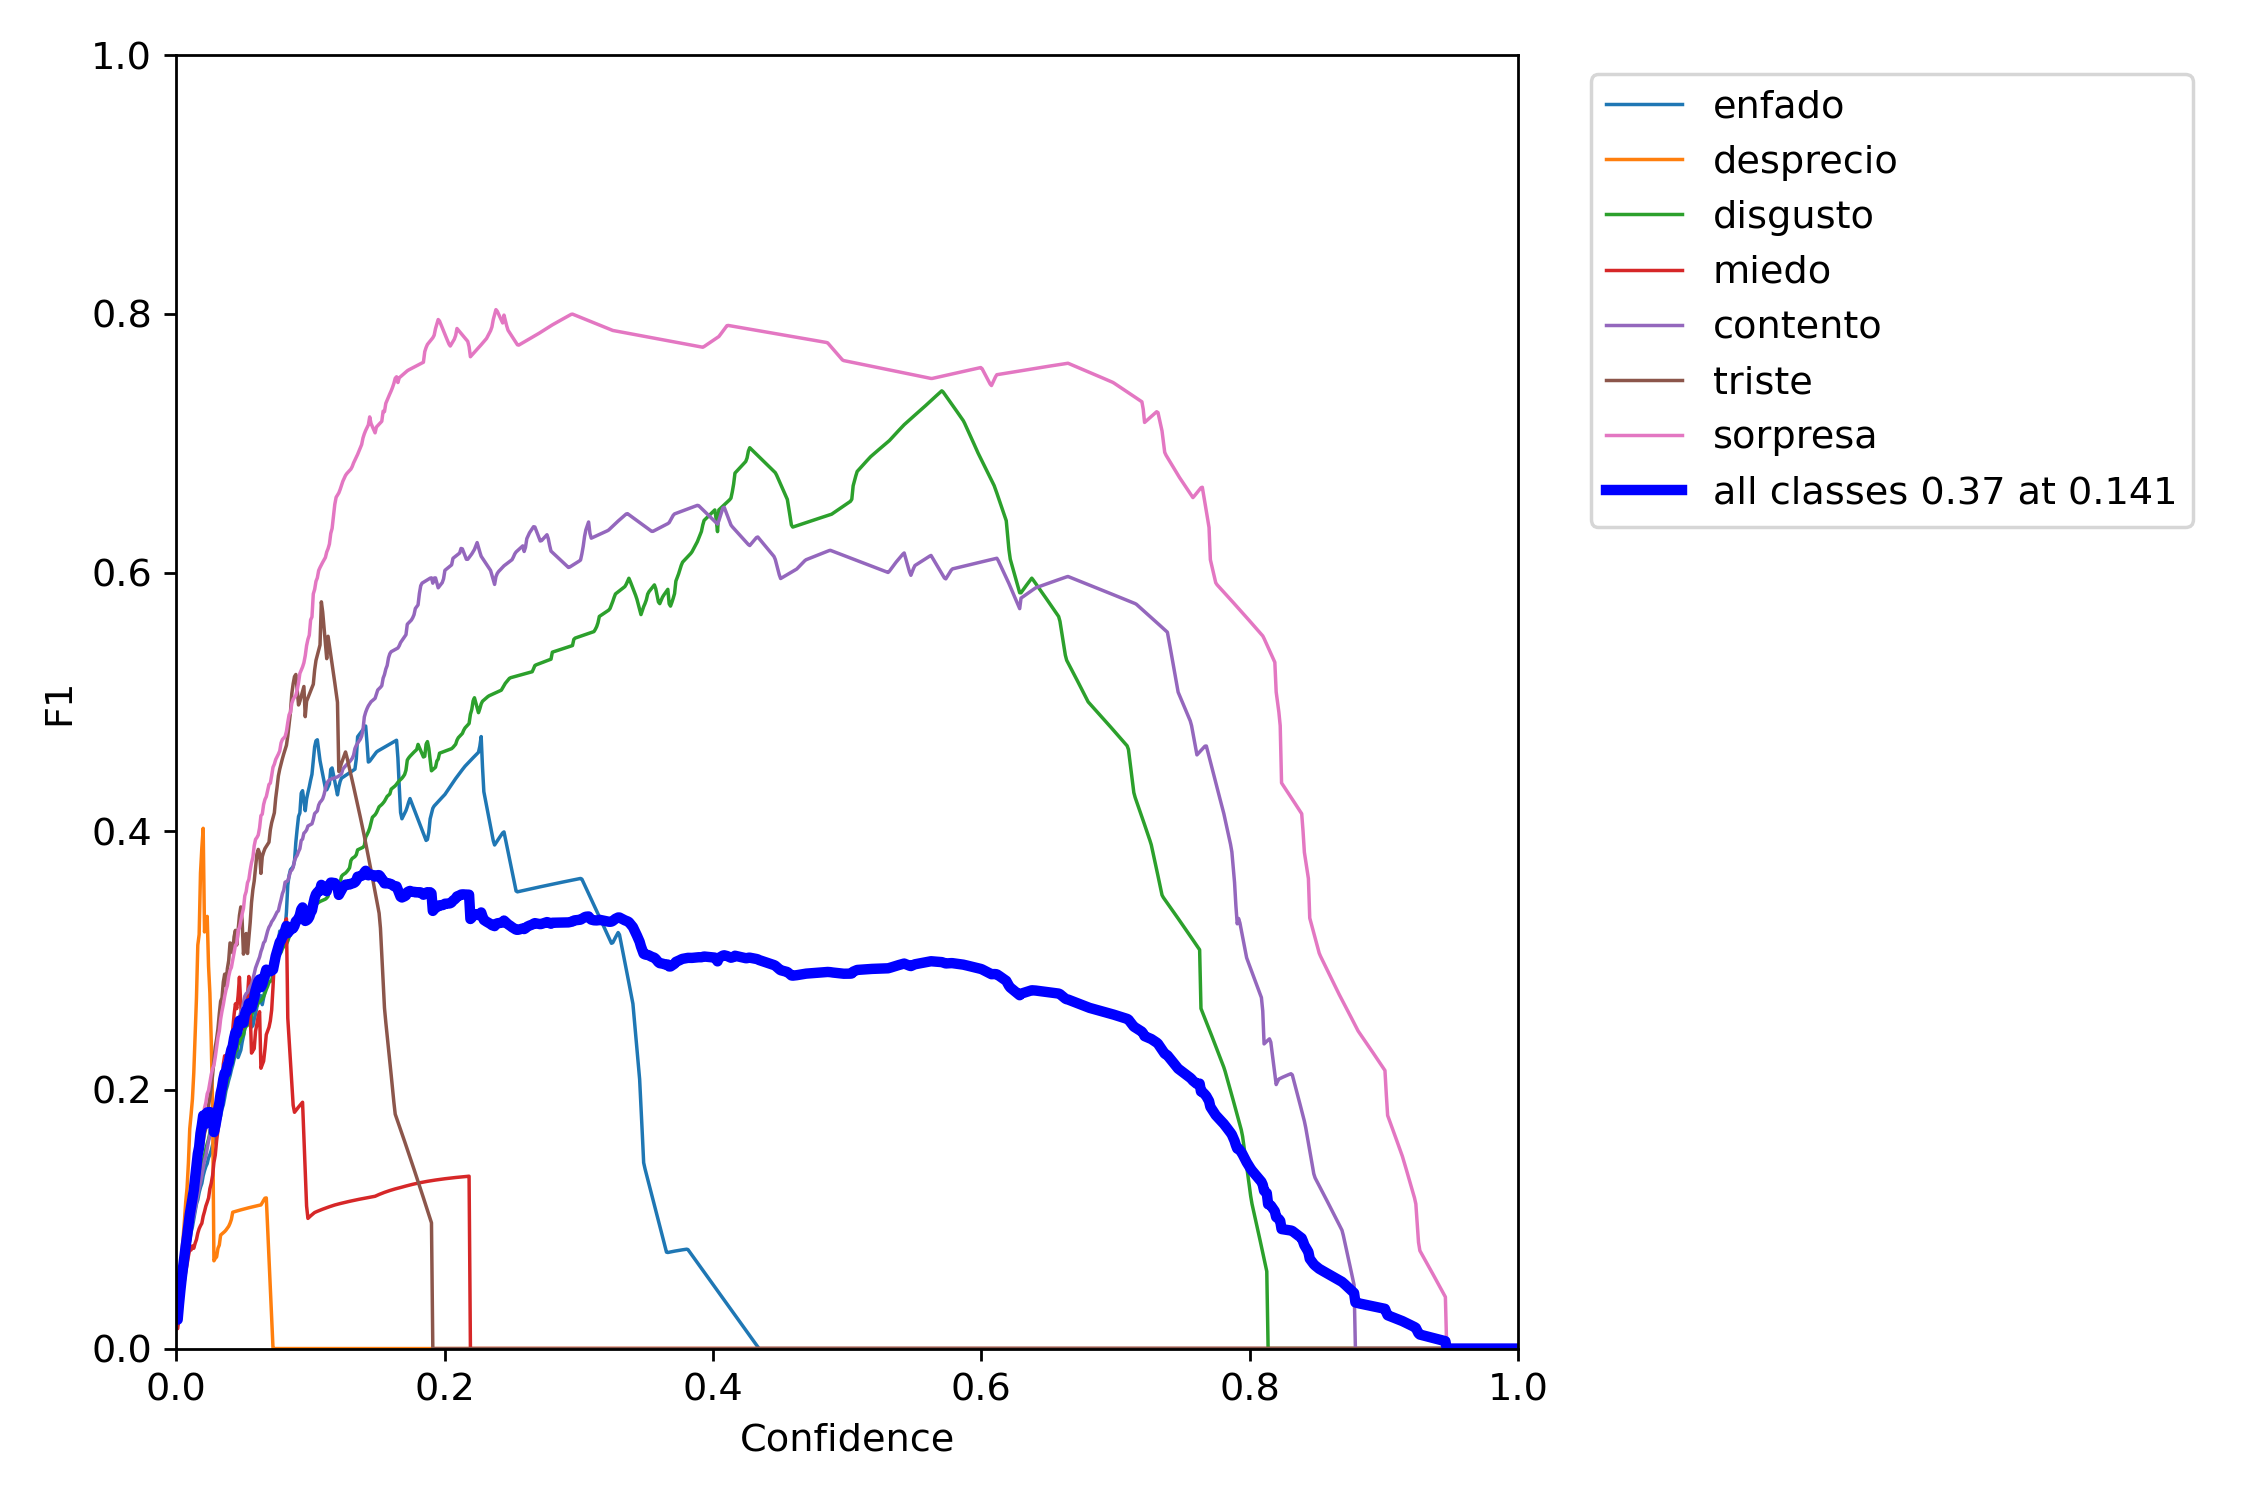 1.0
0.8
0.6
0.4
0.2
0.0
F1
0.0 0.2 0.4 0.6 0.8 1.0
Confidence
enfado
desprecio
disgusto
miedo
contento
triste
sorpresa
all classes 0.37 at 0.141